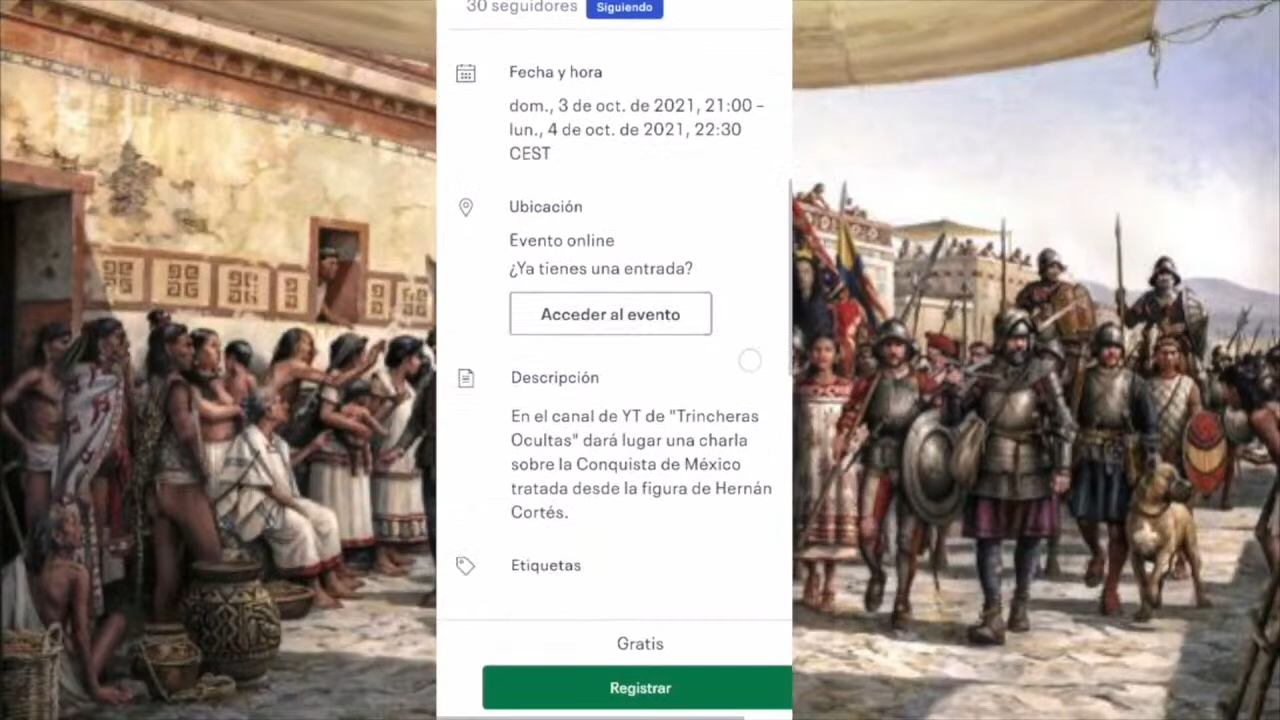 30 seguidores Siguiendo
Fecha y hora
dom., 3 de oct. de 2021, 21:00 -
lun., 4 de oct. de 2021, 22:30
CEST
Ubicación
Evento online
¿Ya tienes una entrada?
Acceder al evento
Descripción
En el canal de YT de "Trincheras
Ocultas" dará lugar una charla
sobre la Conquista de México
tratada desde la figura de Hernán
Cortés.
Etiquetas
Gratis
Registrar